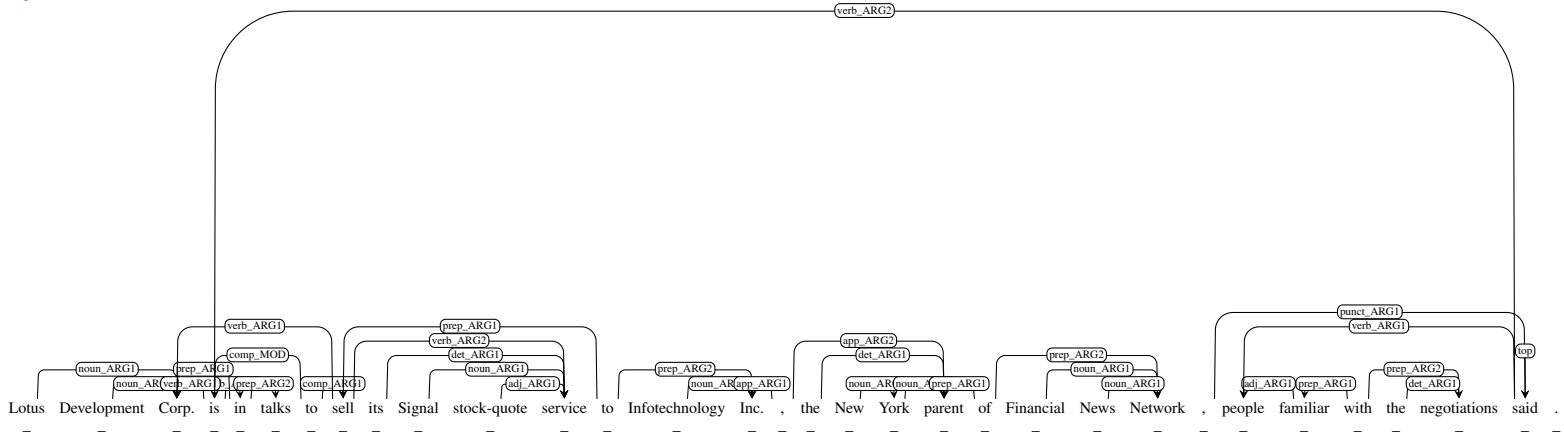 verb_ARG2
punct_ARG1
verb_ARG1 prep_ARG1 verb_ARG1
verb_ARG2 app_ARG2 top
comp_MOD det_ARG1 det_ARG1 prep_ARG2
noun_ARG1 prep_ARG1 noun_ARG1 prep_ARG2 noun_ARG1 prep_ARG2
verb_ARG1 prep_ARG2 comp_ARG1 adj_ARG1 app_ARG1 prep_ARG1 noun_ARG1 adj_ARG1 prep_ARG1 det_ARG1
Lotus Development Corp. is in talks to sell its Signal stock-quote service to Infotechnology Inc. , the New York parent of Financial News Network , people familiar with the negotiations said .
_ _ _ _ _ _ _ _ _ _ _ _ _ _ _ _ _ _ _ _ _ _ _ _ _ _ _ _ _ _ _ _ _